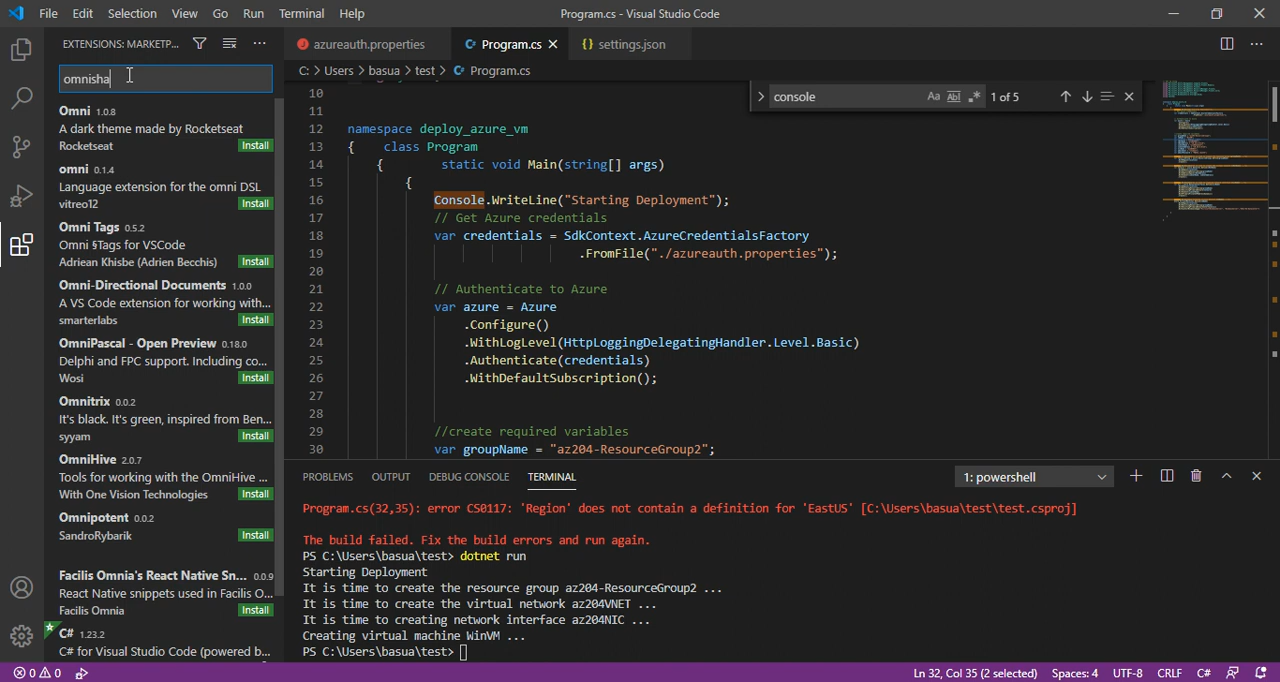 File Edit Selection View Go Run Terminal Help
Program.cs - Visual Studio Code
EXTENSIONS: MARKETP...
omnisha
Omni 1.0.8
A dark theme made by Rocketseat
Rocketseat Install
omni 0.1.4
Language extension for the omni DSL
vitreo12 Install
Omni Tags 0.5.2
Omni §Tags for VSCode
Adriean Khisbe (Adrien Becchis) Install
Omni-Directional Documents 1.0.0
A VS Code extension for working with...
smarterlabs Install
OmniPascal - Open Preview 0.18.0
Delphi and FPC support. Including co...
Wosi Install
Omnitrix 0.0.2
It's black. It's green, inspired from Ben...
syyam Install
OmniHive 2.0.7
Tools for working with the OmniHive ...
With One Vision Technologies Install
Omnipotent 0.0.2
SandroRybarik Install
Facilis Omnia's React Native Sn... 0.0.9
React Native snippets used in Facilis O...
Facilis Omnia Install
C# 1.23.2
C# for Visual Studio Code (powered b...
azureauth.properties
Program.cs
settings.json
C: > Users > basua > test > Program.cs
console Aa Abl .* 1 of 5
10
11
12 namespace deploy_azure_vm
13 { class Program
14 { static void Main(string[] args)
15 {
16 Console.WriteLine("Starting Deployment");
17 // Get Azure credentials
18 var credentials = SdkContext.AzureCredentialsFactory
19 .FromFile("./azureauth.properties");
20
21 // Authenticate to Azure
22 var azure = Azure
23 .Configure()
24 .WithLogLevel(HttpLoggingDelegatingHandler.Level.Basic)
25 .Authenticate(credentials)
26 .WithDefaultSubscription();
27
28
29 //create required variables
30 var groupName = "az204-ResourceGroup2";
PROBLEMS OUTPUT DEBUG CONSOLE TERMINAL
1: powershell
Program.cs(32,35): error CS0117: 'Region' does not contain a definition for 'EastUS' [C:\Users\basua\test\test.csproj]
The build failed. Fix the build errors and run again.
PS C:\Users\basua\test> dotnet run
Starting Deployment
It is time to create the resource group az204-ResourceGroup2 ...
It is time to create the virtual network az204VNET ...
It is time to creating network interface az204NIC ...
Creating virtual machine WinVM ...
PS C:\Users\basua\test>
0 0
Ln 32, Col 35 (2 selected) Spaces: 4 UTF-8 CRLF C#